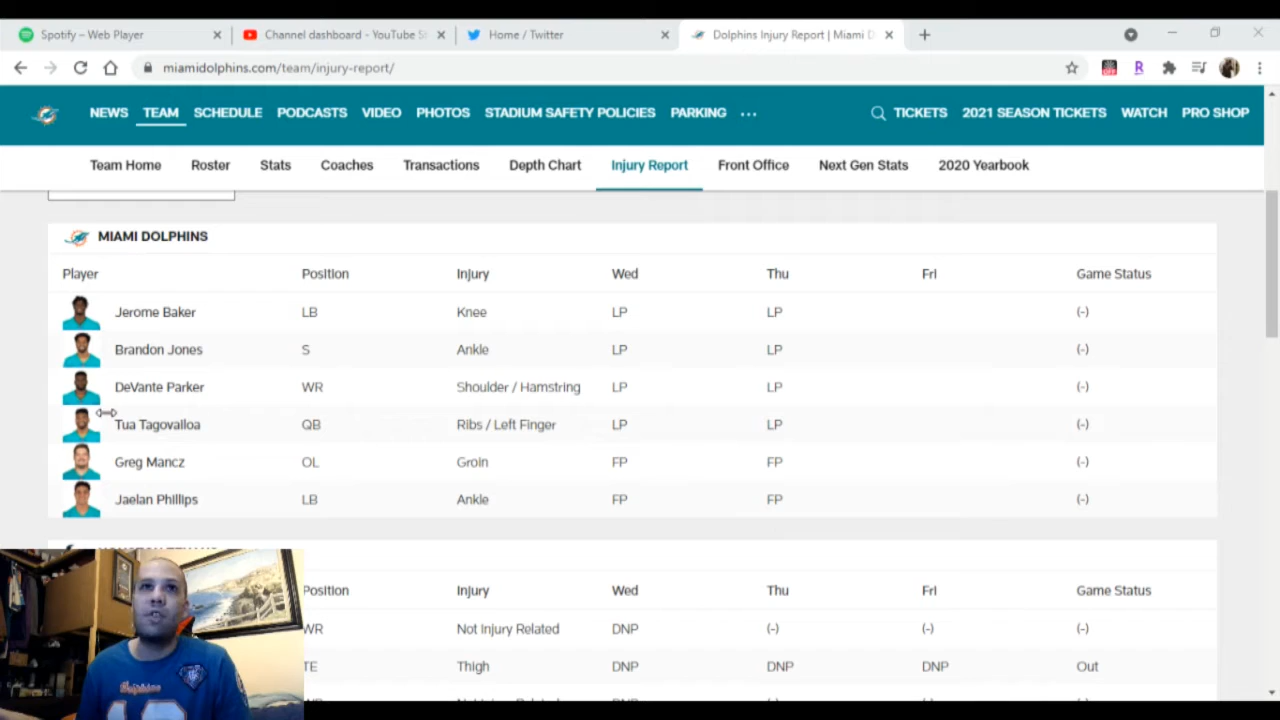 Spotify – Web Player
Channel dashboard - YouTube St
Home / Twitter
Dolphins Injury Report | Miami D
miamidolphins.com/team/injury-report/
NEWS TEAM SCHEDULE PODCASTS VIDEO PHOTOS STADIUM SAFETY POLICIES PARKING ... TICKETS 2021 SEASON TICKETS WATCH PRO SHOP
Team Home Roster Stats Coaches Transactions Depth Chart Injury Report Front Office Next Gen Stats 2020 Yearbook
MIAMI DOLPHINS
Player Position Injury Wed Thu Fri Game Status
Jerome Baker LB Knee LP LP (-)
Brandon Jones S Ankle LP LP (-)
DeVante Parker WR Shoulder / Hamstring LP LP (-)
Tua Tagovailoa QB Ribs / Left Finger LP LP (-)
Greg Mancz OL Groin FP FP (-)
Jaelan Phillips LB Ankle FP FP (-)
Position Injury Wed Thu Fri Game Status
WR Not Injury Related DNP (-) (-) (-)
TE Thigh DNP DNP DNP Out
Dolphins